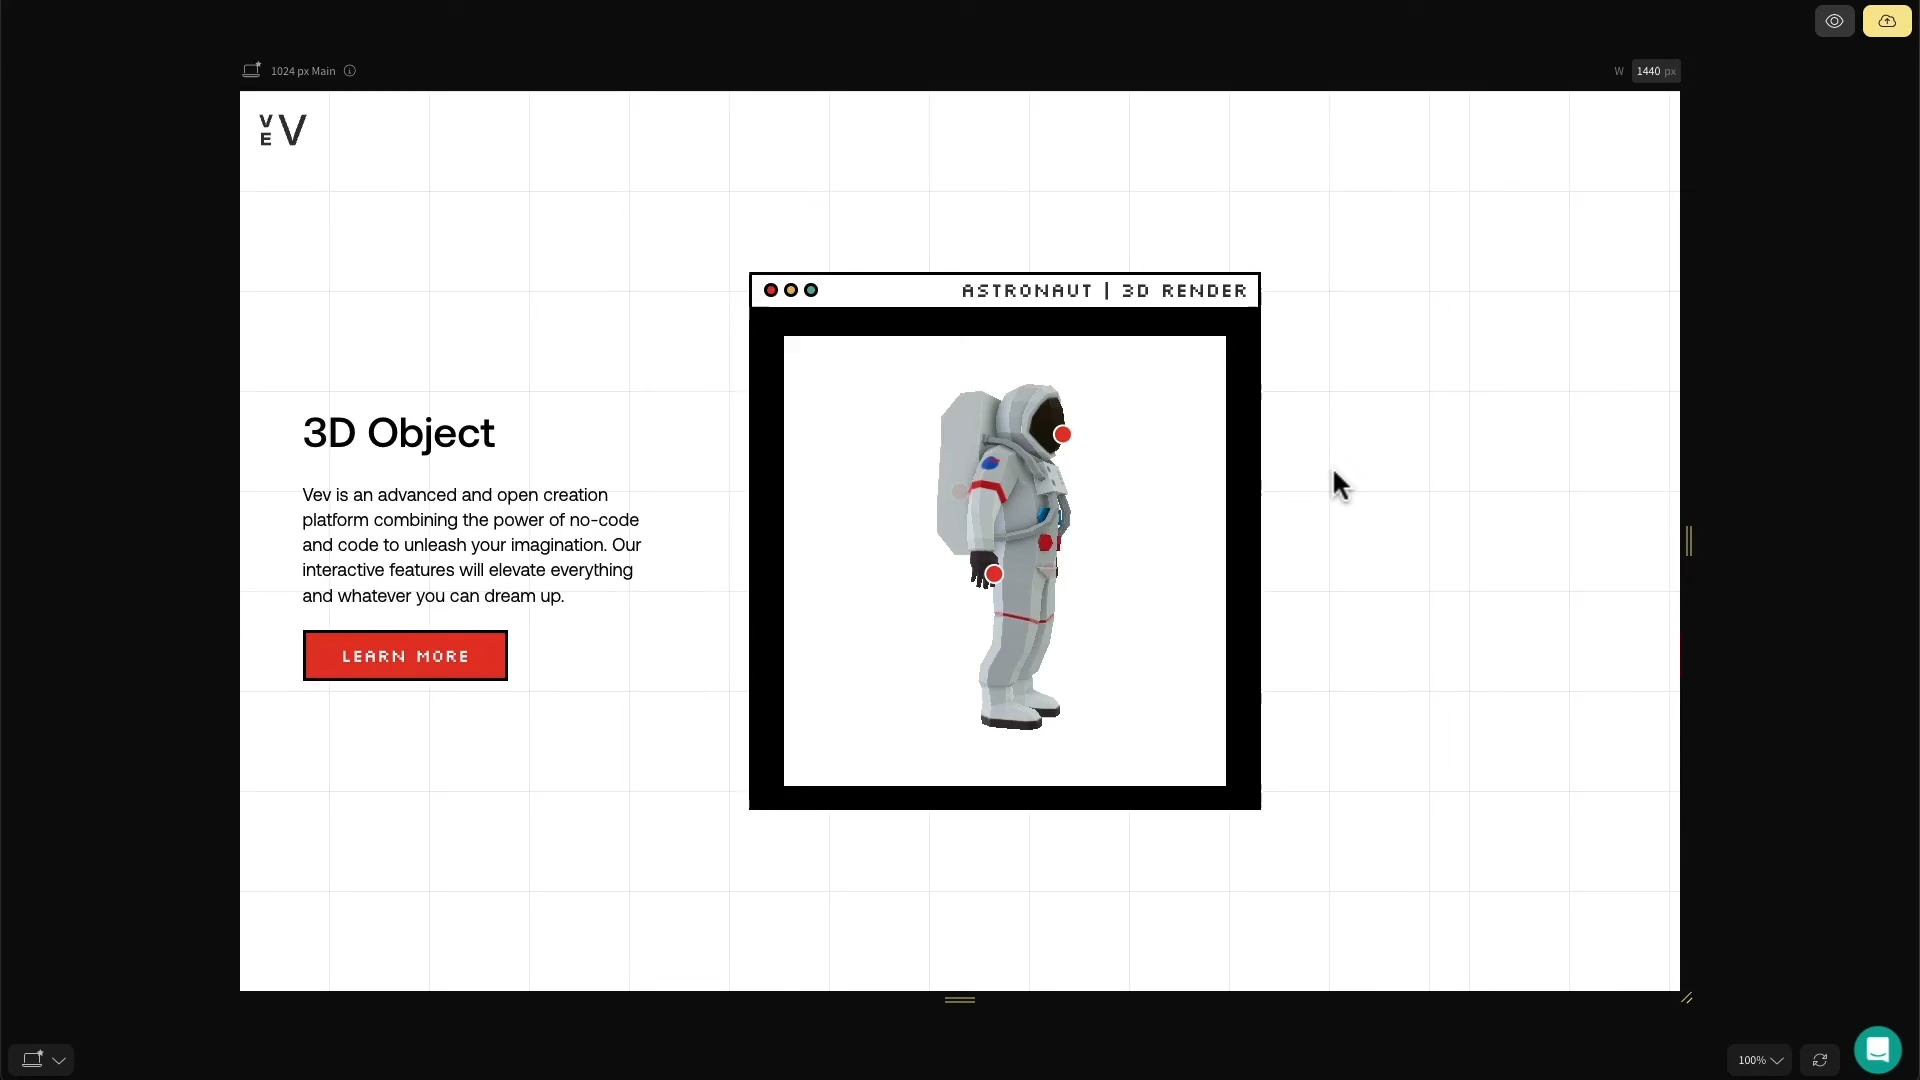 1024 px Main
W 1440 px
VEV
ASTRONAUT | 3D RENDER
3D Object
Vev is an advanced and open creation
platform combining the power of no-code
and code to unleash your imagination. Our
interactive features will elevate everything
and whatever you can dream up.
LEARN MORE
100%